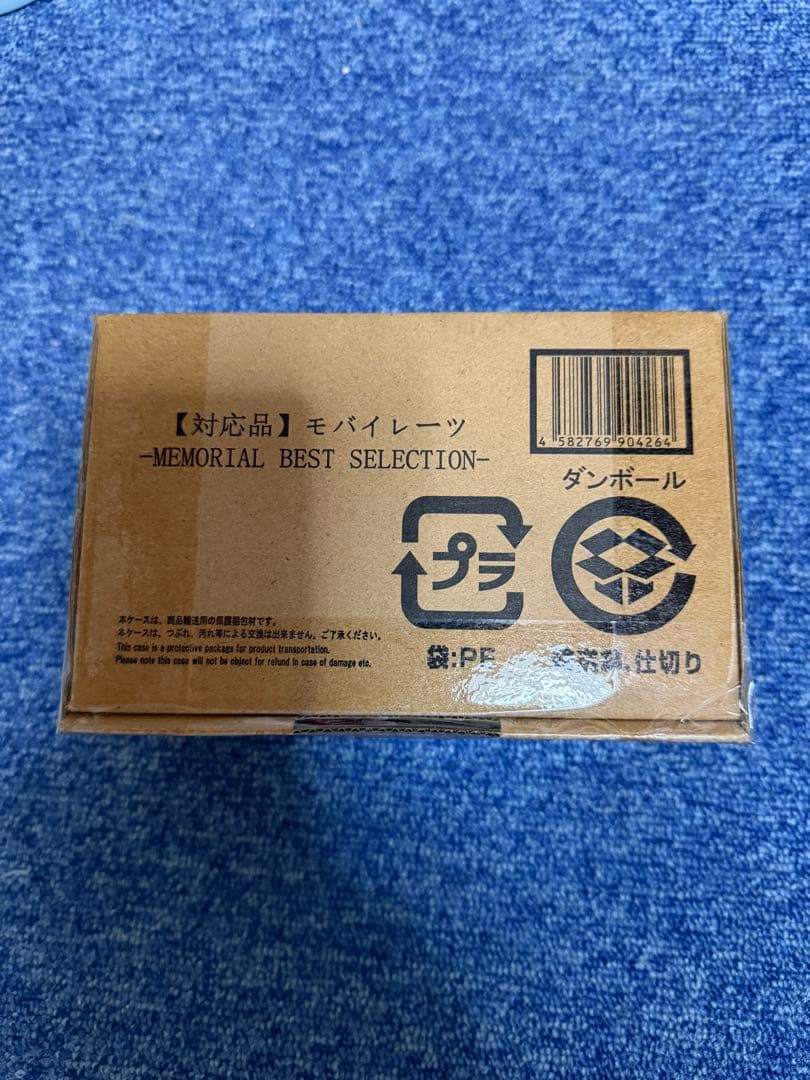 【対応品】モバイレーツ
-MEMORIAL BEST SELECTION-
4 582769 904264
ダンボール
プラ
袋:PE
仕切り
本ケースは、商品輸送用の保護梱包材です。
本ケースは、つぶれ、汚れ等による交換は出来ません。ご了承ください。
This case is a protective package for product transportation.
Please note this case will not be object for refund in case of damage etc.